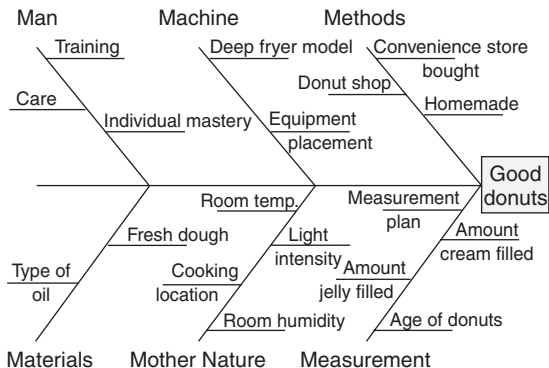 Man
Machine
Methods
Training
Deep fryer model
Convenience store
bought
Care
Donut shop
Homemade
Individual mastery
Equipment
placement
Good
donuts
Room temp.
Measurement
plan
Fresh dough
Light
intensity
Amount
cream filled
Type of
oil
Cooking
location
Amount
jelly filled
Room humidity
Age of donuts
Materials
Mother Nature
Measurement